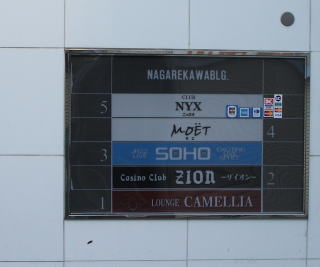 NAGAREKAWABLG.
5 CLUB
NYX
MOËT 4
3 SOHO
Casino Club ZION ーザイオンー 2
1 LOUNGE CAMELLIA